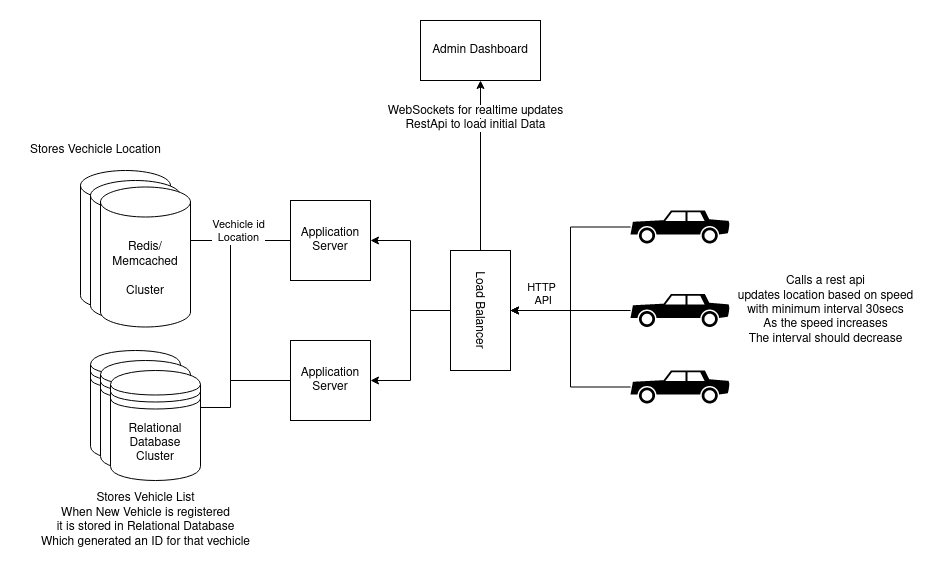 Admin Dashboard
WebSockets for realtime updates
RestApi to load initial Data
Stores Vechicle Location
Redis/
Memcached
Cluster
Vechicle id
Location
Application
Server
Load Balancer
HTTP
API
Calls a rest api
updates location based on speed
with minimum interval 30secs
As the speed increases
The interval should decrease
Application
Server
Relational
Database
Cluster
Stores Vehicle List
When New Vehicle is registered
it is stored in Relational Database
Which generated an ID for that vechicle